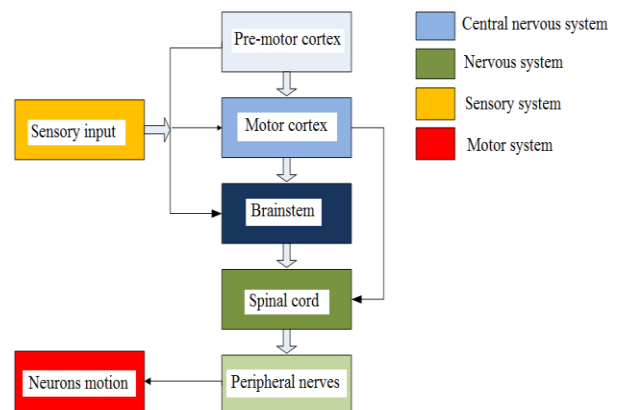 Pre-motor cortex
Central nervous system
Nervous system
Sensory input
Motor cortex
Sensory system
Motor system
Brainstem
Spinal cord
Neurons motion
Peripheral nerves